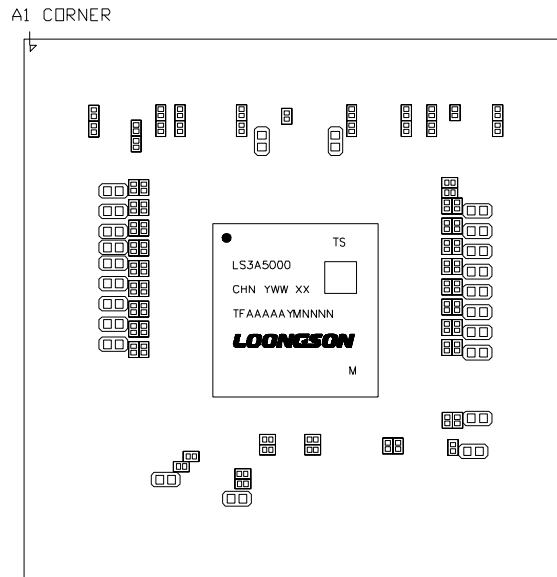 A1 CORNER
TS
LS3A5000
CHN YWW XX
TFAAAAAYMNNNN
LOONGSON
M